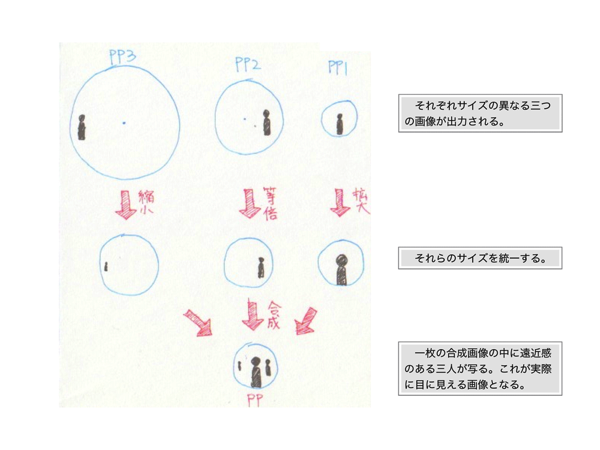 PP3
PP2
PP1
それぞれサイズの異なる三つ
の画像が出力される。
縮小
等倍
拡大
それらのサイズを統一する。
合成
一枚の合成画像の中に遠近感
のある三人が写る。これが実際
に目に見える画像となる。
PP